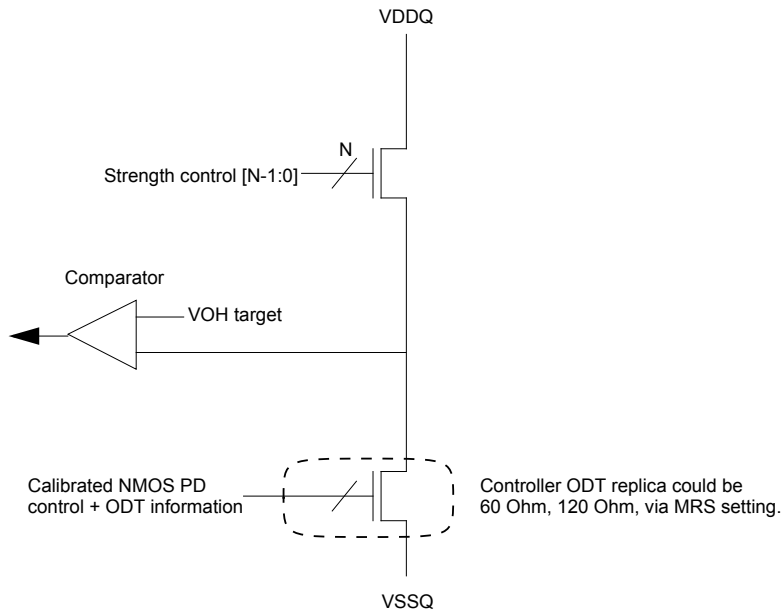 VDDQ
N
Strength control [N-1:0]
Comparator
VOH target
Calibrated NMOS PD
control + ODT information
Controller ODT replica could be
60 Ohm, 120 Ohm, via MRS setting.
VSSQ